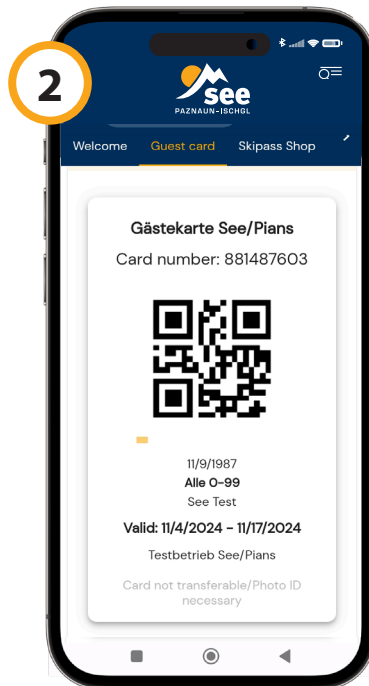 2
See
PAZNAUN-ISCHGL
Welcome Guest card Skipass Shop
Gästekarte See/Pians
Card number: 881487603
11/9/1987
Alle 0-99
See Test
Valid: 11/4/2024 - 11/17/2024
Testbetrieb See/Pians
Card not transferable/Photo ID
necessary